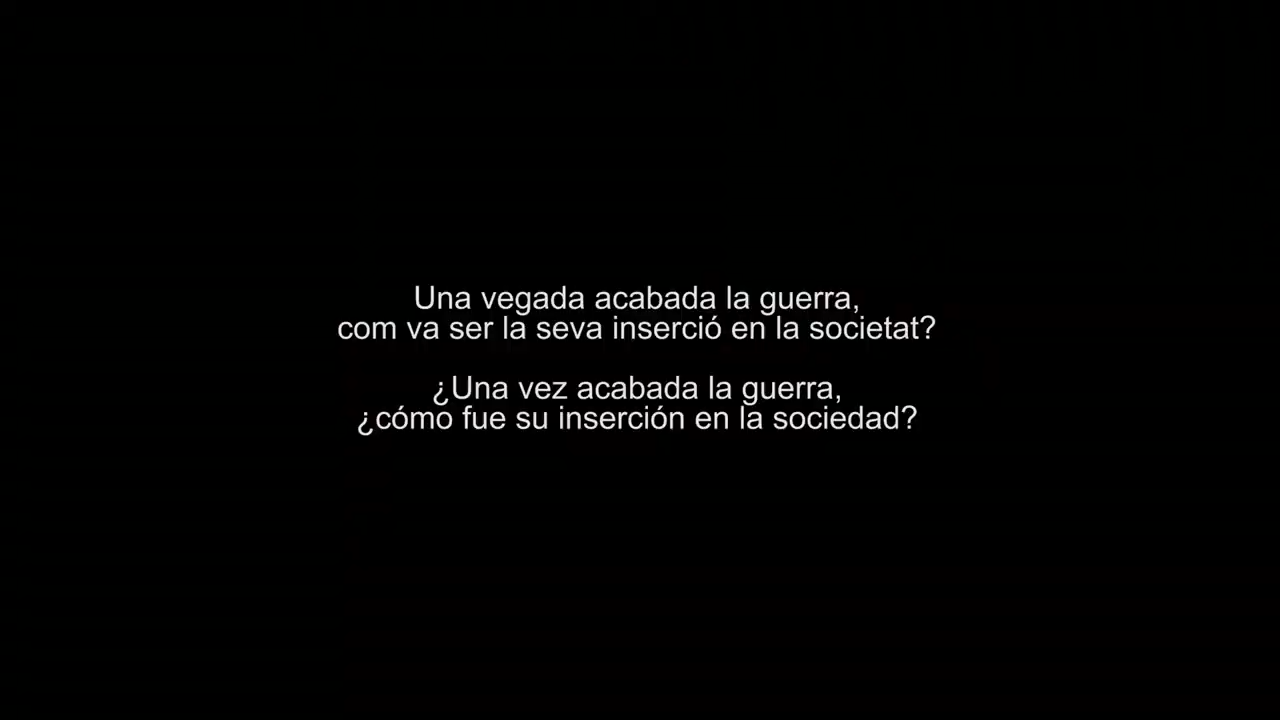 Una vegada acabada la guerra,
com va ser la seva inserció en la societat?
¿Una vez acabada la guerra,
¿cómo fue su inserción en la sociedad?